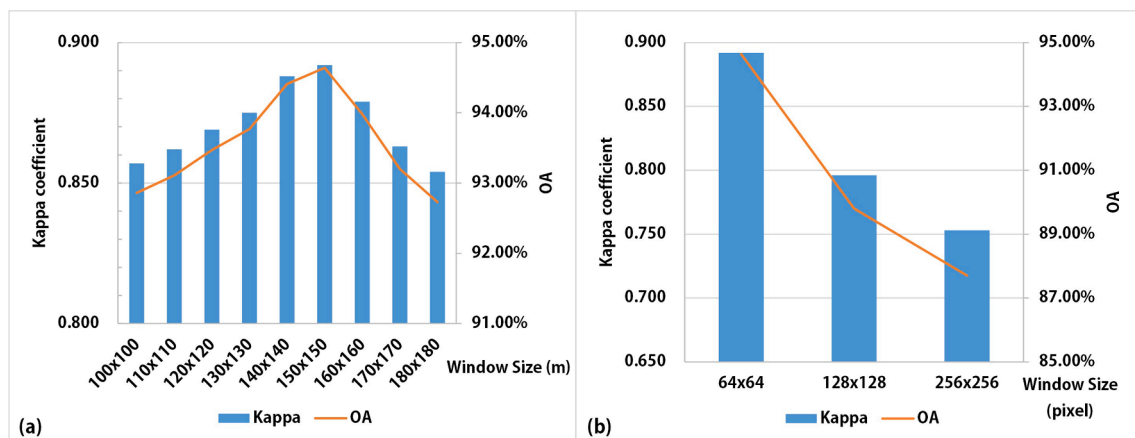 0.900
0.850
0.800
Kappa coefficient
95.00%
94.00%
93.00%
92.00%
91.00%
OA
100x100
110x110
120x120
130x130
140x140
150x150
160x160
170x170
180x180
Window Size (m)
Kappa
OA
(a)
0.900
0.850
0.800
0.750
0.700
0.650
Kappa coefficient
95.00%
93.00%
91.00%
89.00%
87.00%
85.00%
OA
64x64
128x128
256x256
Window Size
(pixel)
Kappa
OA
(b)